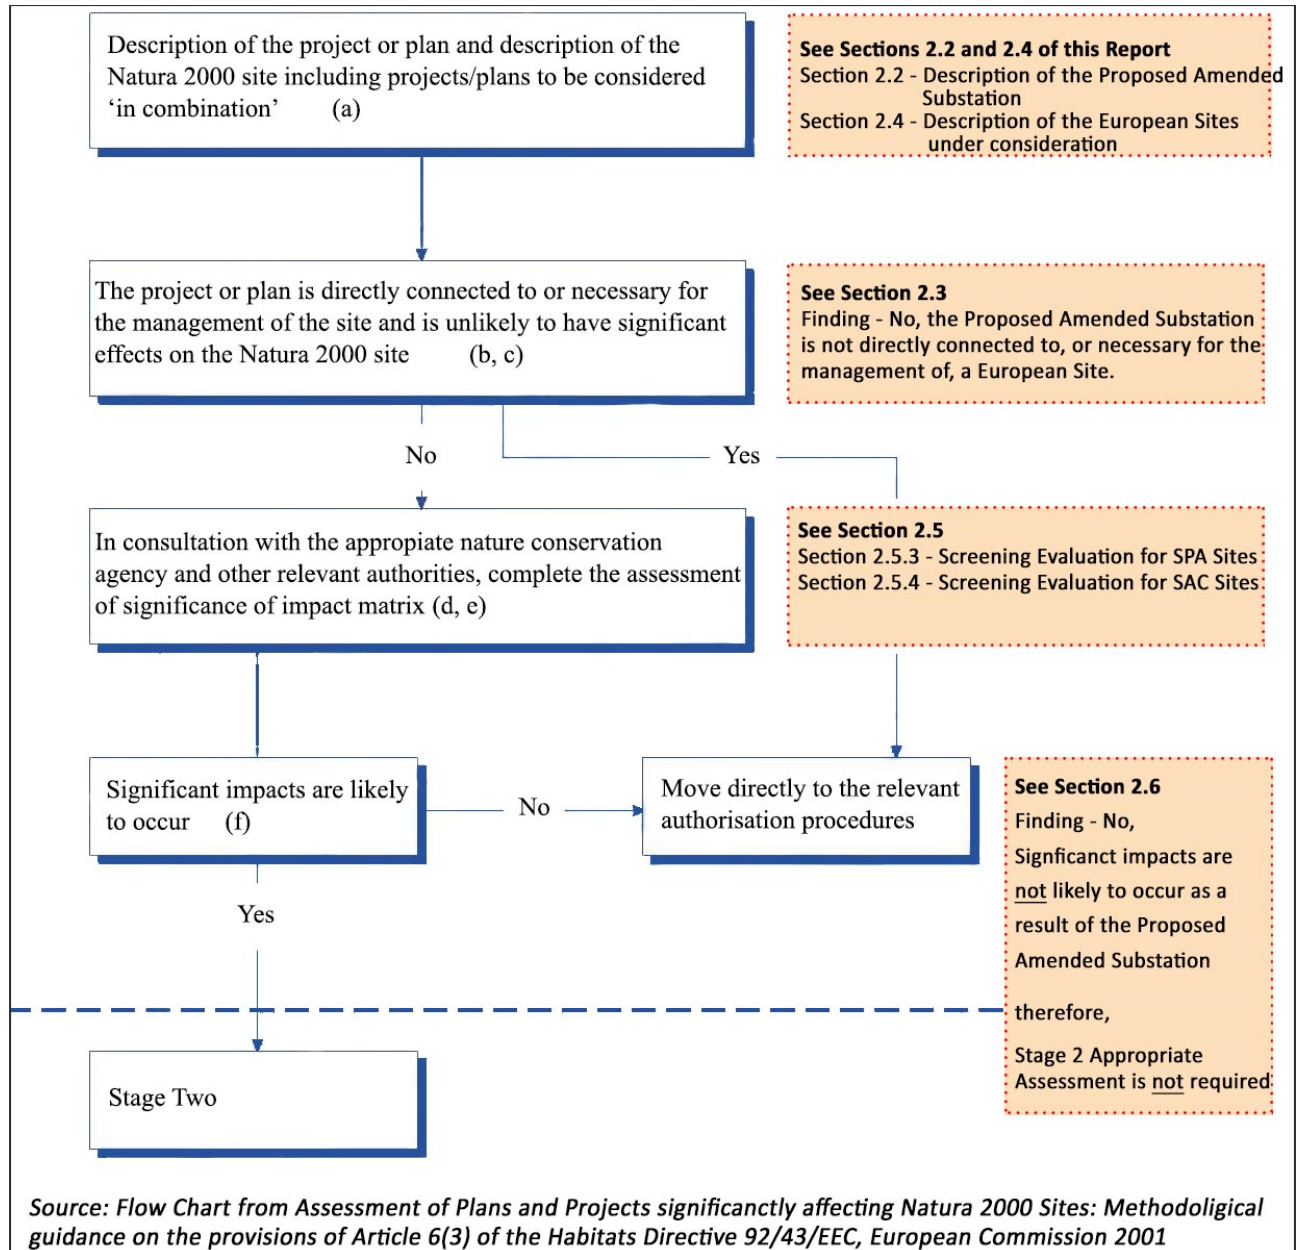 Description of the project or plan and description of the
Natura 2000 site including projects/plans to be considered
‘in combination’ (a)
See Sections 2.2 and 2.4 of this Report
Section 2.2 - Description of the Proposed Amended
Substation
Section 2.4 - Description of the European Sites
under consideration
The project or plan is directly connected to or necessary for
the management of the site and is unlikely to have significant
effects on the Natura 2000 site (b, c)
See Section 2.3
Finding - No, the Proposed Amended Substation
is not directly connected to, or necessary for the
management of, a European Site.
No
Yes
In consultation with the appropiate nature conservation
agency and other relevant authorities, complete the assessment
of significance of impact matrix (d, e)
See Section 2.5
Section 2.5.3 - Screening Evaluation for SPA Sites
Section 2.5.4 - Screening Evaluation for SAC Sites
Significant impacts are likely
to occur (f)
No
Move directly to the relevant
authorisation procedures
See Section 2.6
Finding - No,
Signficanct impacts are
not likely to occur as a
result of the Proposed
Amended Substation
therefore,
Stage 2 Appropriate
Assessment is not required
Yes
Stage Two
Source: Flow Chart from Assessment of Plans and Projects significanctly affecting Natura 2000 Sites: Methodoligical
guidance on the provisions of Article 6(3) of the Habitats Directive 92/43/EEC, European Commission 2001